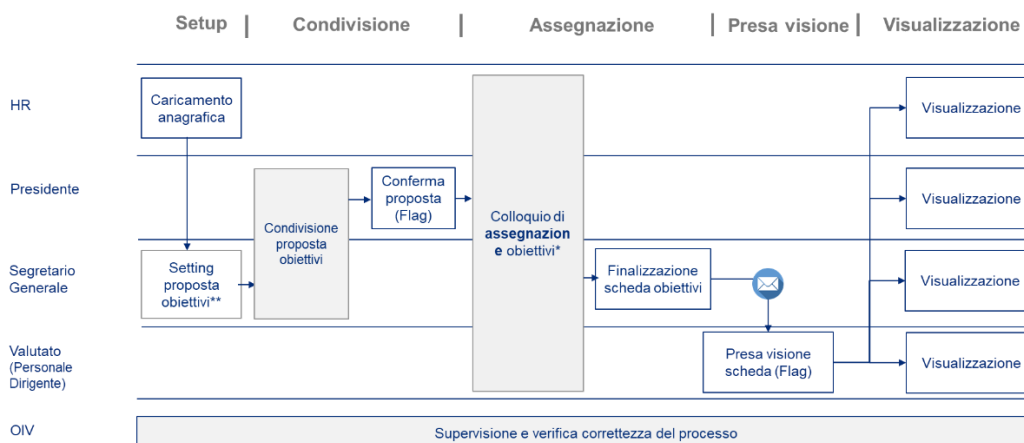 Setup | Condivisione | Assegnazione | Presa visione | Visualizzazione
HR
Caricamento
anagrafica
Visualizzazione
Presidente
Conferma
proposta
(Flag)
Visualizzazione
Condivisione
proposta
obiettivi
Colloquio di
assegnazion
e obiettivi*
Segretario
Generale
Setting
proposta
obiettivi**
Finalizzazione
scheda obiettivi
Visualizzazione
Valutato
(Personale
Dirigente)
Presa visione
scheda (Flag)
Visualizzazione
OIV
Supervisione e verifica correttezza del processo